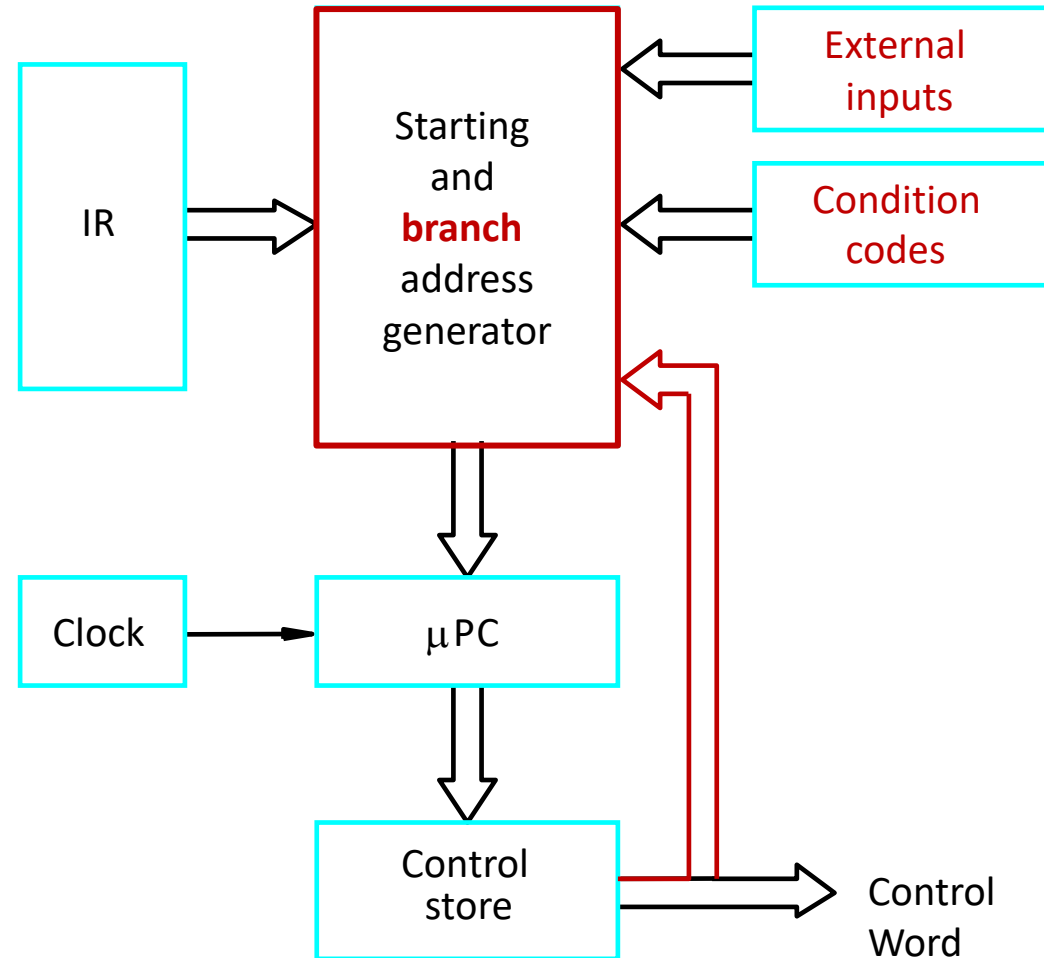 IR
Starting
and
branch
address
generator
External
inputs
Condition
codes
Clock
μPC
Control
store
Control
Word